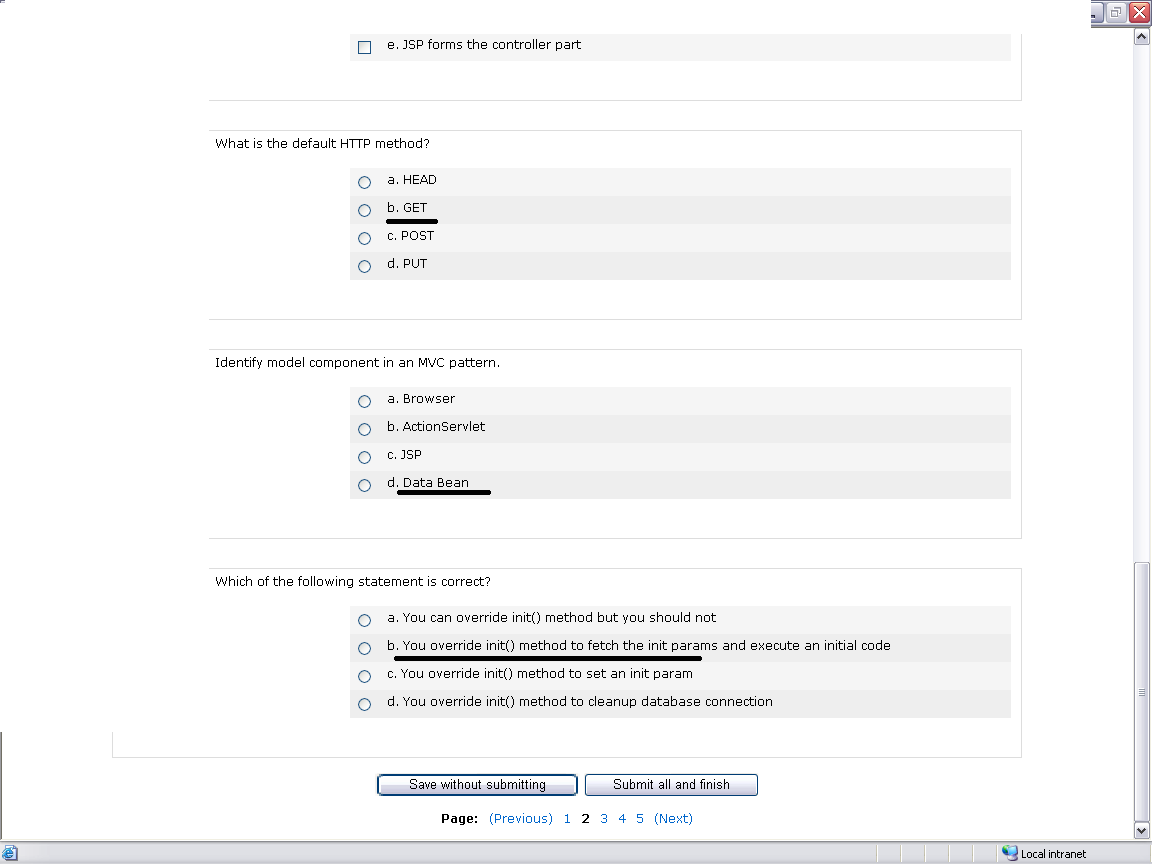 e. JSP forms the controller part
What is the default HTTP method?
a. HEAD
b. GET
c. POST
d. PUT
Identify model component in an MVC pattern.
a. Browser
b. ActionServlet
c. JSP
d. Data Bean
Which of the following statement is correct?
a. You can override init() method but you should not
b. You override init() method to fetch the init params and execute an initial code
c. You override init() method to set an init param
d. You override init() method to cleanup database connection
Save without submitting Submit all and finish
Page: (Previous) 1 2 3 4 5 (Next)
Local intranet